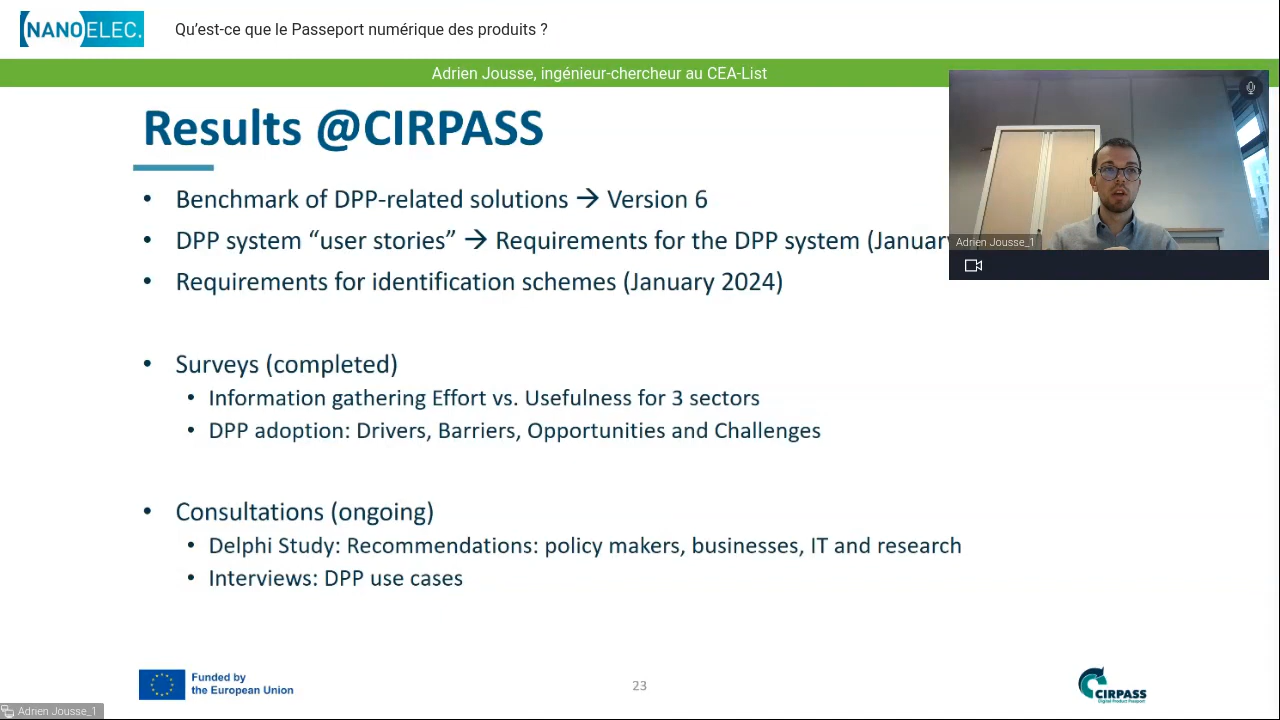 (NANOELEC.
Qu'est-ce que le Passeport numérique des produits ?
Adrien Jousse, ingénieur-chercheur au CEA-List
Results @CIRPASS
• Benchmark of DPP-related solutions → Version 6
• DPP system “user stories” → Requirements for the DPP system (January
• Requirements for identification schemes (January 2024)
Adrien Jousse_1
• Surveys (completed)
• Information gathering Effort vs. Usefulness for 3 sectors
• DPP adoption: Drivers, Barriers, Opportunities and Challenges
• Consultations (ongoing)
• Delphi Study: Recommendations: policy makers, businesses, IT and research
• Interviews: DPP use cases
Funded by
the European Union
23
CIRPASS
Digital Product Passport
Adrien Jousse_1